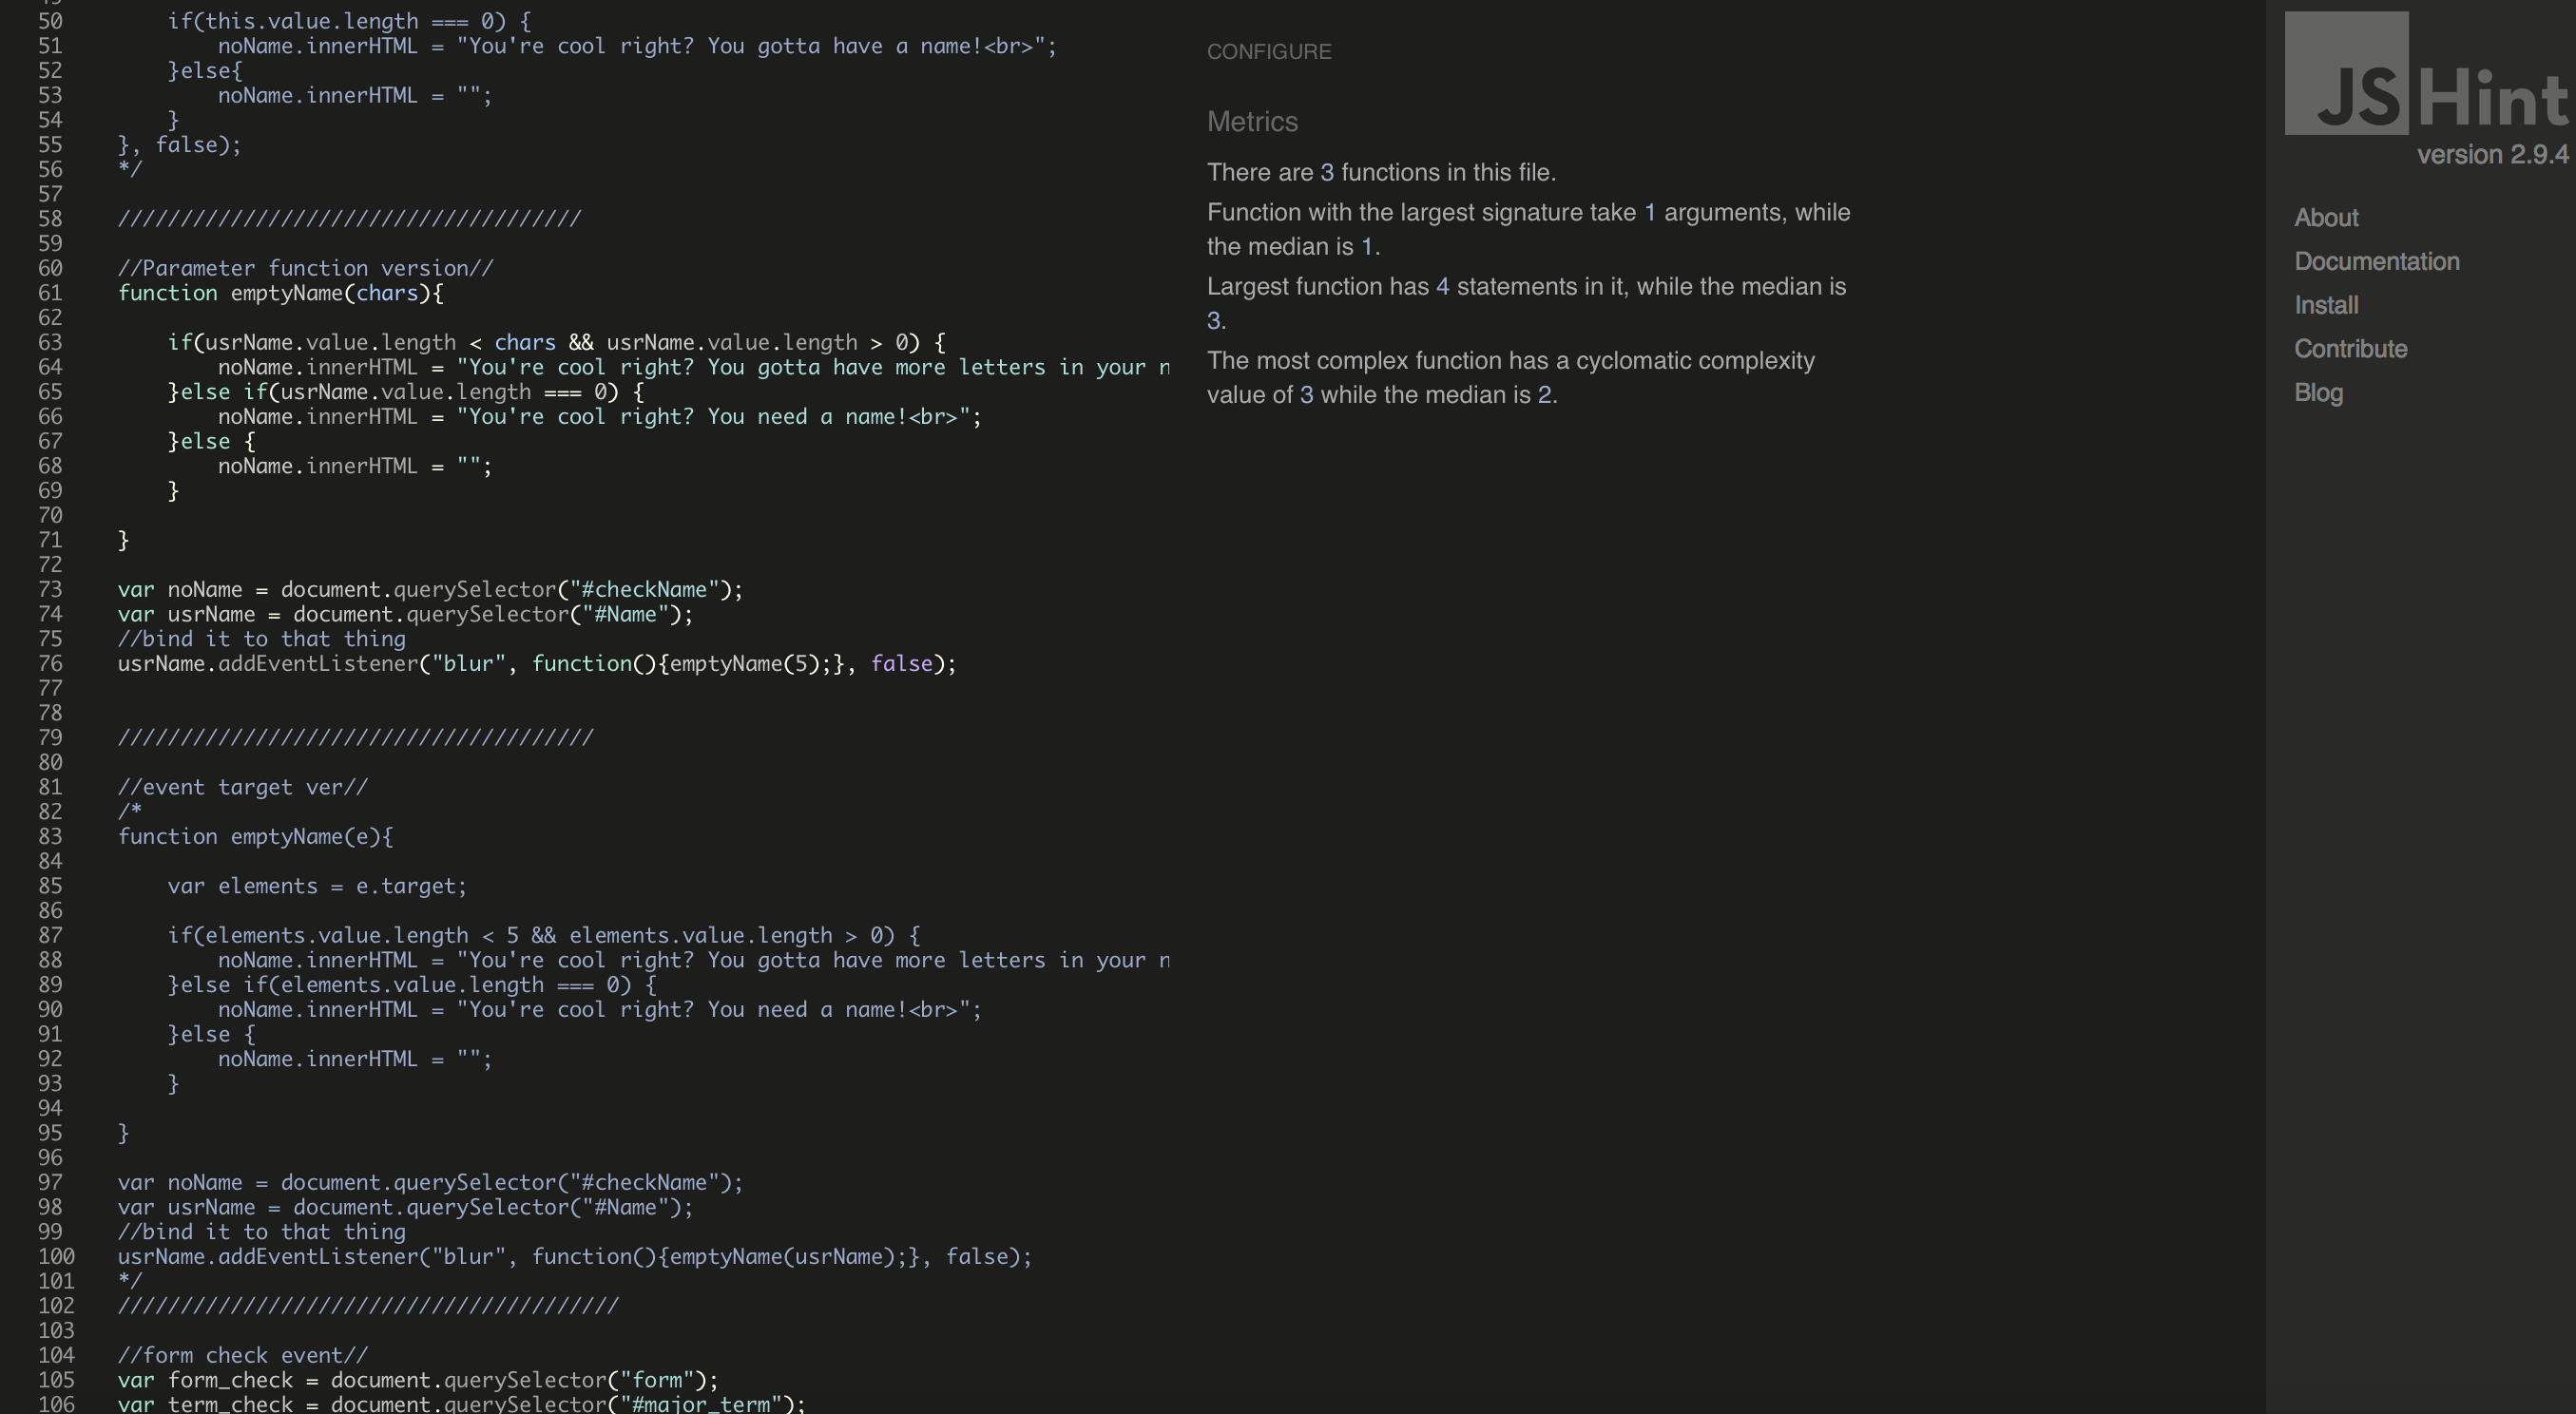 50 if(this.value.length === 0) {
51 noName.innerHTML = "You're cool right? You gotta have a name!<br>";
52 }else{
53 noName.innerHTML = "";
54 }
55 }, false);
56 */
57
58 /////////////////////////////////////
59
60 //Parameter function version//
61 function emptyName(chars){
62
63 if(usrName.value.length < chars && usrName.value.length > 0) {
64 noName.innerHTML = "You're cool right? You gotta have more letters in your n
65 }else if(usrName.value.length === 0) {
66 noName.innerHTML = "You're cool right? You need a name!<br>";
67 }else {
68 noName.innerHTML = "";
69 }
70
71 }
72
73 var noName = document.querySelector("#checkName");
74 var usrName = document.querySelector("#Name");
75 //bind it to that thing
76 usrName.addEventListener("blur", function(){emptyName(5);}, false);
77
78
79 //////////////////////////////////////
80
81 //event target ver//
82 /*
83 function emptyName(e){
84
85 var elements = e.target;
86
87 if(elements.value.length < 5 && elements.value.length > 0) {
88 noName.innerHTML = "You're cool right? You gotta have more letters in your n
89 }else if(elements.value.length === 0) {
90 noName.innerHTML = "You're cool right? You need a name!<br>";
91 }else {
92 noName.innerHTML = "";
93 }
94
95 }
96
97 var noName = document.querySelector("#checkName");
98 var usrName = document.querySelector("#Name");
99 //bind it to that thing
100 usrName.addEventListener("blur", function(){emptyName(usrName);}, false);
101 */
102 ////////////////////////////////////////
103
104 //form check event//
105 var form_check = document.querySelector("form");
106 var term_check = document.querySelector("#major_term");
CONFIGURE
Metrics
There are 3 functions in this file.
Function with the largest signature take 1 arguments, while
the median is 1.
Largest function has 4 statements in it, while the median is
3.
The most complex function has a cyclomatic complexity
value of 3 while the median is 2.
JSHint
version 2.9.4
About
Documentation
Install
Contribute
Blog